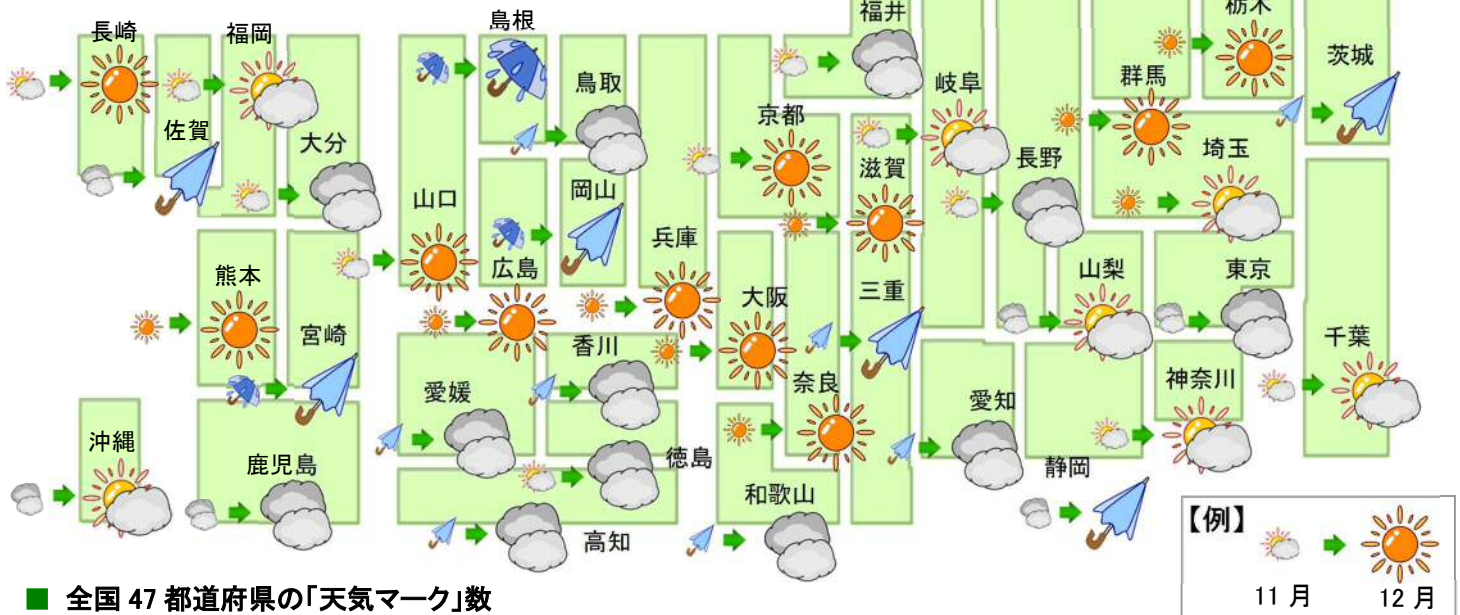 福井
栃木
島根
長崎
福岡
茨城
群馬
鳥取
岐阜
京都
佐賀
大分
埼玉
長野
滋賀
岡山
山口
兵庫
広島
熊本
山梨
東京
大阪
三重
宮崎
千葉
香川
神奈川
奈良
愛媛
愛知
沖縄
鹿児島
徳島
静岡
和歌山
高知
【例】
11月 12月
■ 全国 47 都道府県の「天気マーク」数